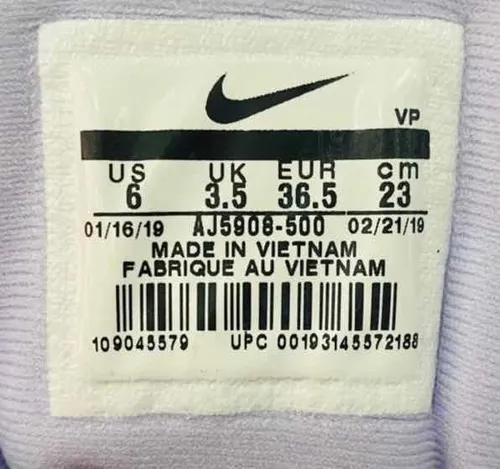 VP
US UK EUR cm
6 3.5 36.5 23
01/16/19 AJ5908-500 02/21/19
MADE IN VIETNAM
FABRIQUE AU VIETNAM
109045579 UPC 00193145572188